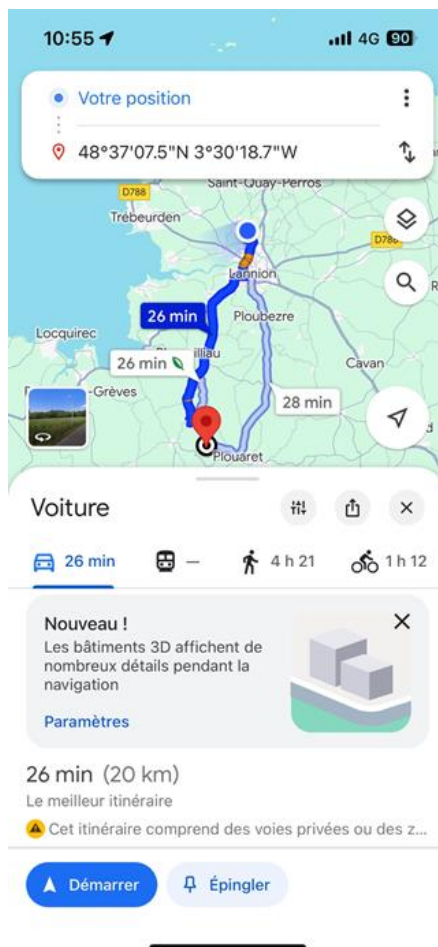 10:55
4G 90
Votre position
48°37'07.5"N 3°30'18.7"W
Saint-Quay-Perros
D788
Trébeurden
D786
Lannion
26 min
Ploubezre
Locquirec
26 min
Cavan
-Grèves
28 min
Plouaret
Voiture
26 min — 4 h 21 1 h 12
Nouveau !
Les bâtiments 3D affichent de
nombreux détails pendant la
navigation
Paramètres
26 min (20 km)
Le meilleur itinéraire
Cet itinéraire comprend des voies privées ou des z...
Démarrer
Épingler